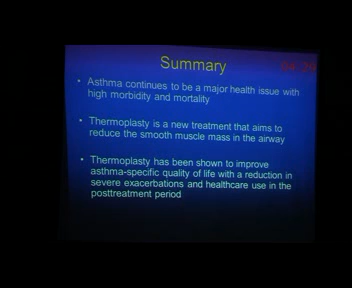 Summary
• Asthma continues to be a major health issue with
high morbidity and mortality
• Thermoplasty is a new treatment that aims to
reduce the smooth muscle mass in the airway
• Thermoplasty has been shown to improve
asthma-specific quality of life with a reduction in
severe exacerbations and healthcare use in the
posttreatment period